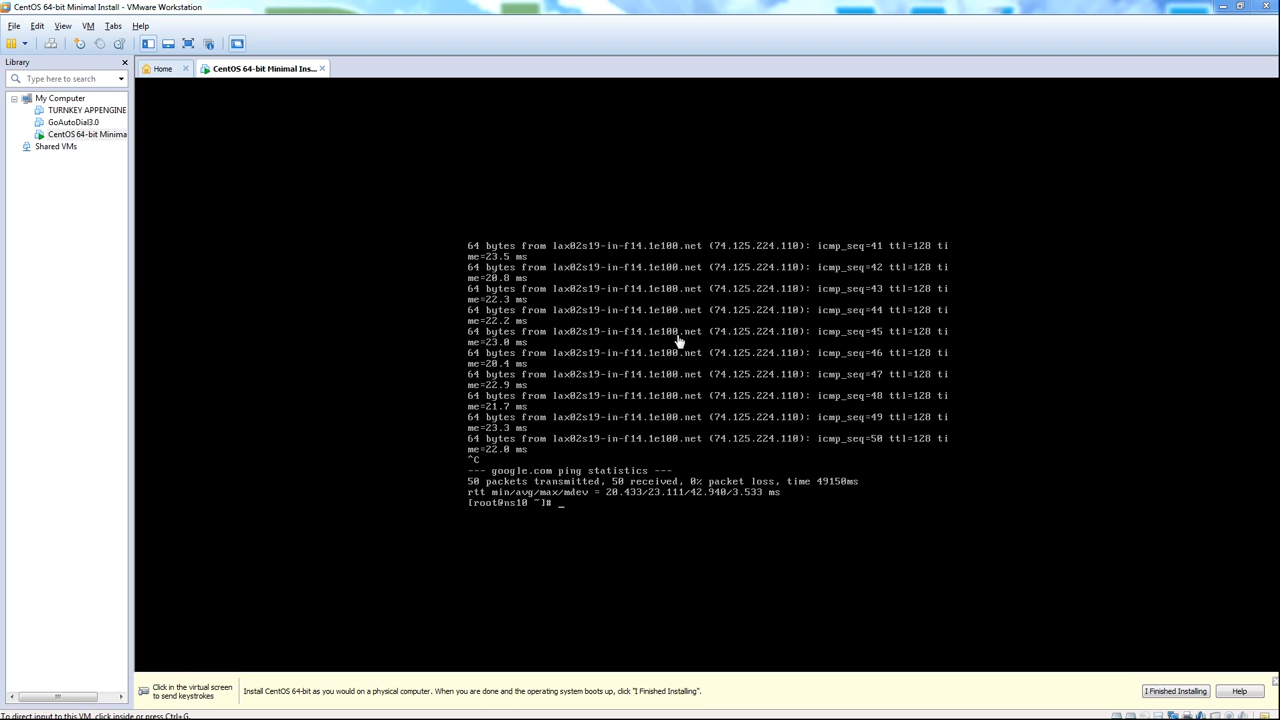 CentOS 64-bit Minimal Install - VMware Workstation
File Edit View VM Tabs Help
Library
Home
CentOS 64-bit Minimal Ins...
Type here to search
My Computer
TURNKEY APPENGINE
GoAutoDial3.0
CentOS 64-bit Minima
Shared VMs
64 bytes from lax02s19-in-f14.1e100.net (74.125.224.110): icmp_seq=41 ttl=128 ti
me=23.5 ms
64 bytes from lax02s19-in-f14.1e100.net (74.125.224.110): icmp_seq=42 ttl=128 ti
me=20.8 ms
64 bytes from lax02s19-in-f14.1e100.net (74.125.224.110): icmp_seq=43 ttl=128 ti
me=22.3 ms
64 bytes from lax02s19-in-f14.1e100.net (74.125.224.110): icmp_seq=44 ttl=128 ti
me=22.2 ms
64 bytes from lax02s19-in-f14.1e100.net (74.125.224.110): icmp_seq=45 ttl=128 ti
me=23.0 ms
64 bytes from lax02s19-in-f14.1e100.net (74.125.224.110): icmp_seq=46 ttl=128 ti
me=20.4 ms
64 bytes from lax02s19-in-f14.1e100.net (74.125.224.110): icmp_seq=47 ttl=128 ti
me=22.9 ms
64 bytes from lax02s19-in-f14.1e100.net (74.125.224.110): icmp_seq=48 ttl=128 ti
me=21.7 ms
64 bytes from lax02s19-in-f14.1e100.net (74.125.224.110): icmp_seq=49 ttl=128 ti
me=23.3 ms
64 bytes from lax02s19-in-f14.1e100.net (74.125.224.110): icmp_seq=50 ttl=128 ti
me=22.0 ms
^C
--- google.com ping statistics ---
50 packets transmitted, 50 received, 0% packet loss, time 49150ms
rtt min/avg/max/mdev = 20.433/23.111/42.940/3.533 ms
[root@ns10 ~]# _
Click in the virtual screen
to send keystrokes
Install CentOS 64-bit as you would on a physical computer. When you are done and the operating system boots up, click "I Finished Installing".
I Finished Installing
Help
To direct input to this VM, click inside or press Ctrl+G.